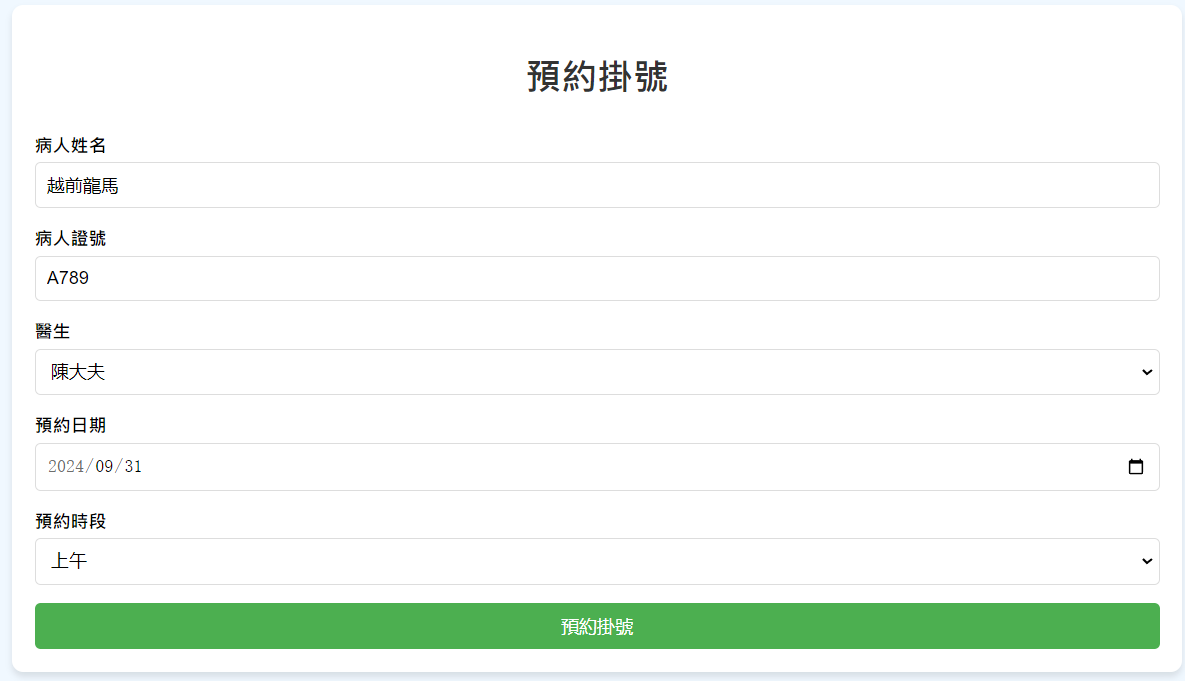 預約掛號
病人姓名
越前龍馬
病人證號
A789
醫生
陳大夫
預約日期
2024/09/31
預約時段
上午
預約掛號